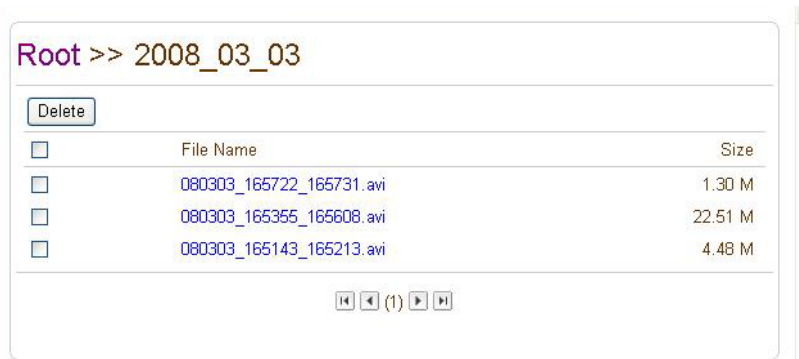 Root >> 2008_03_03
Delete
File Name Size
080303_165722_165731.avi 1.30 M
080303_165355_165608.avi 22.51 M
080303_165143_165213.avi 4.48 M
(1)